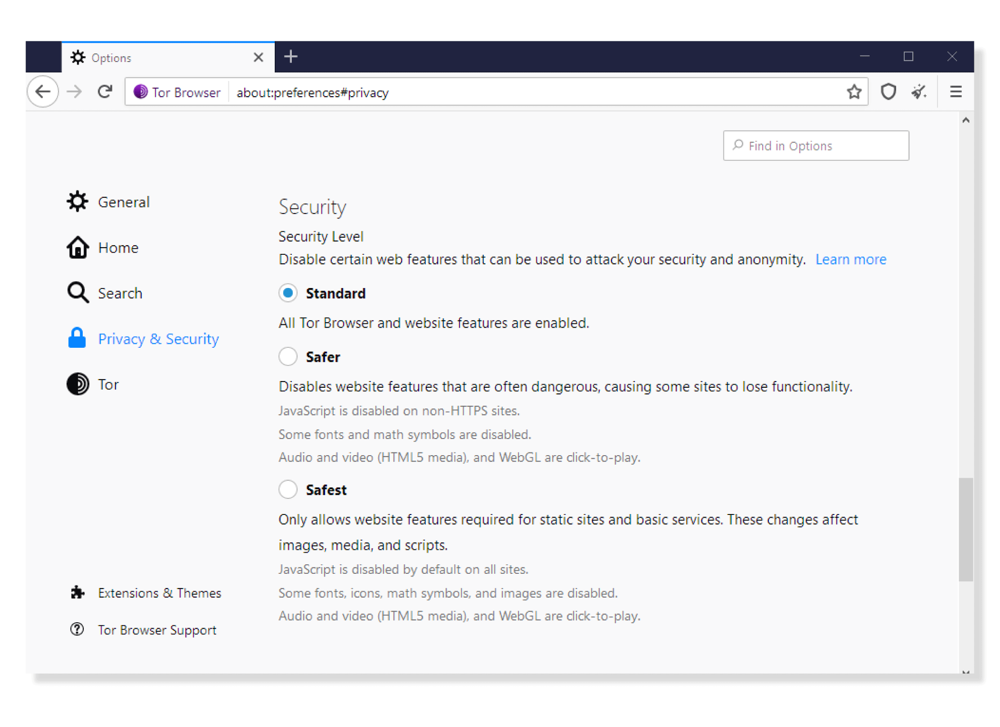 Options
Tor Browser about:preferences#privacy
Find in Options
General
Home
Search
Privacy & Security
Tor
Extensions & Themes
Tor Browser Support
Security
Security Level
Disable certain web features that can be used to attack your security and anonymity. Learn more
Standard
All Tor Browser and website features are enabled.
Safer
Disables website features that are often dangerous, causing some sites to lose functionality.
JavaScript is disabled on non-HTTPS sites.
Some fonts and math symbols are disabled.
Audio and video (HTML5 media), and WebGL are click-to-play.
Safest
Only allows website features required for static sites and basic services. These changes affect
images, media, and scripts.
JavaScript is disabled by default on all sites.
Some fonts, icons, math symbols, and images are disabled.
Audio and video (HTML5 media), and WebGL are click-to-play.